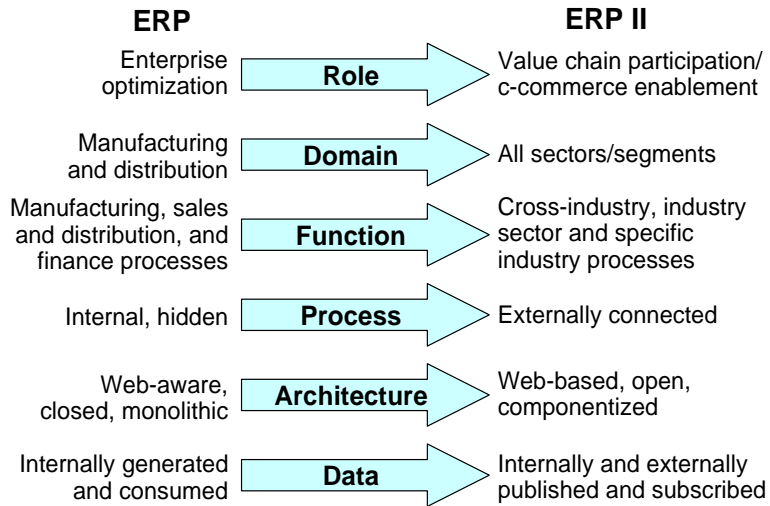 ERP
ERP II
Enterprise
optimization
Role
Value chain participation/
c-commerce enablement
Manufacturing
and distribution
Domain
All sectors/segments
Manufacturing, sales
and distribution, and
finance processes
Function
Cross-industry, industry
sector and specific
industry processes
Internal, hidden
Process
Externally connected
Web-aware,
closed, monolithic
Architecture
Web-based, open,
componentized
Internally generated
and consumed
Data
Internally and externally
published and subscribed